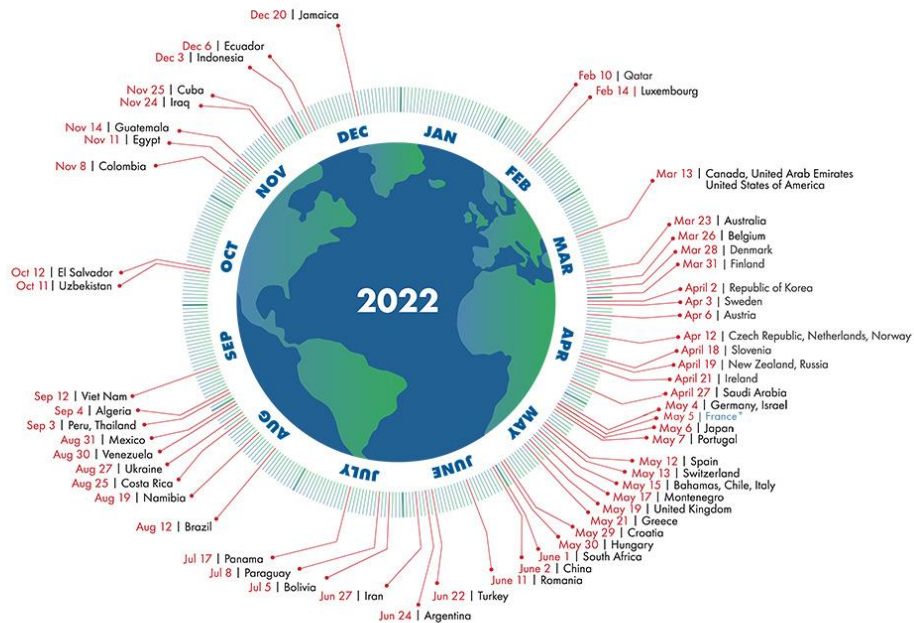 Dec 20 | Jamaica
Dec 6 | Ecuador
Dec 3 | Indonesia
Nov 25 | Cuba
Nov 24 | Iraq
Nov 14 | Guatemala
Nov 11 | Egypt
Nov 8 | Colombia
Oct 12 | El Salvador
Oct 11 | Uzbekistan
Sep 12 | Viet Nam
Sep 4 | Algeria
Sep 3 | Peru, Thailand
Aug 31 | Mexico
Aug 30 | Venezuela
Aug 27 | Ukraine
Aug 25 | Costa Rica
Aug 19 | Namibia
Aug 12 | Brazil
Jul 17 | Panama
Jul 8 | Paraguay
Jul 5 | Bolivia
Jun 27 | Iran
Jun 24 | Argentina
Jun 22 | Turkey
Feb 10 | Qatar
Feb 14 | Luxembourg
Mar 13 | Canada, United Arab Emirates
United States of America
Mar 23 | Australia
Mar 26 | Belgium
Mar 28 | Denmark
Mar 31 | Finland
April 2 | Republic of Korea
Apr 3 | Sweden
Apr 6 | Austria
Apr 12 | Czech Republic, Netherlands, Norway
April 18 | Slovenia
April 19 | New Zealand, Russia
April 21 | Ireland
April 27 | Saudi Arabia
May 4 | Germany, Israel
May 5 | France*
May 6 | Japan
May 7 | Portugal
May 12 | Spain
May 13 | Switzerland
May 15 | Bahamas, Chile, Italy
May 17 | Montenegro
May 19 | United Kingdom
May 21 | Greece
May 29 | Croatia
May 30 | Hungary
June 1 | South Africa
June 2 | China
June 11 | Romania
JAN
FEB
MAR
APR
MAY
JUNE
JULY
AUG
SEP
OCT
NOV
DEC
2022